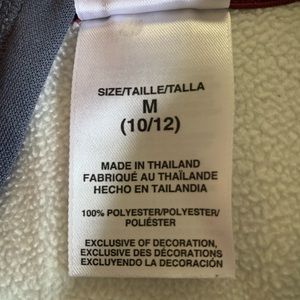 SIZE/TAILLE/TALLA
M
(10/12)
MADE IN THAILAND
FABRIQUÉ AU THAÏLANDE
HECHO EN TAILANDIA
100% POLYESTER/POLYESTER/
POLIÉSTER
EXCLUSIVE OF DECORATION,
EXCLUSIVE DES DÉCORATIONS
EXCLUYENDO LA DECORACIÓN